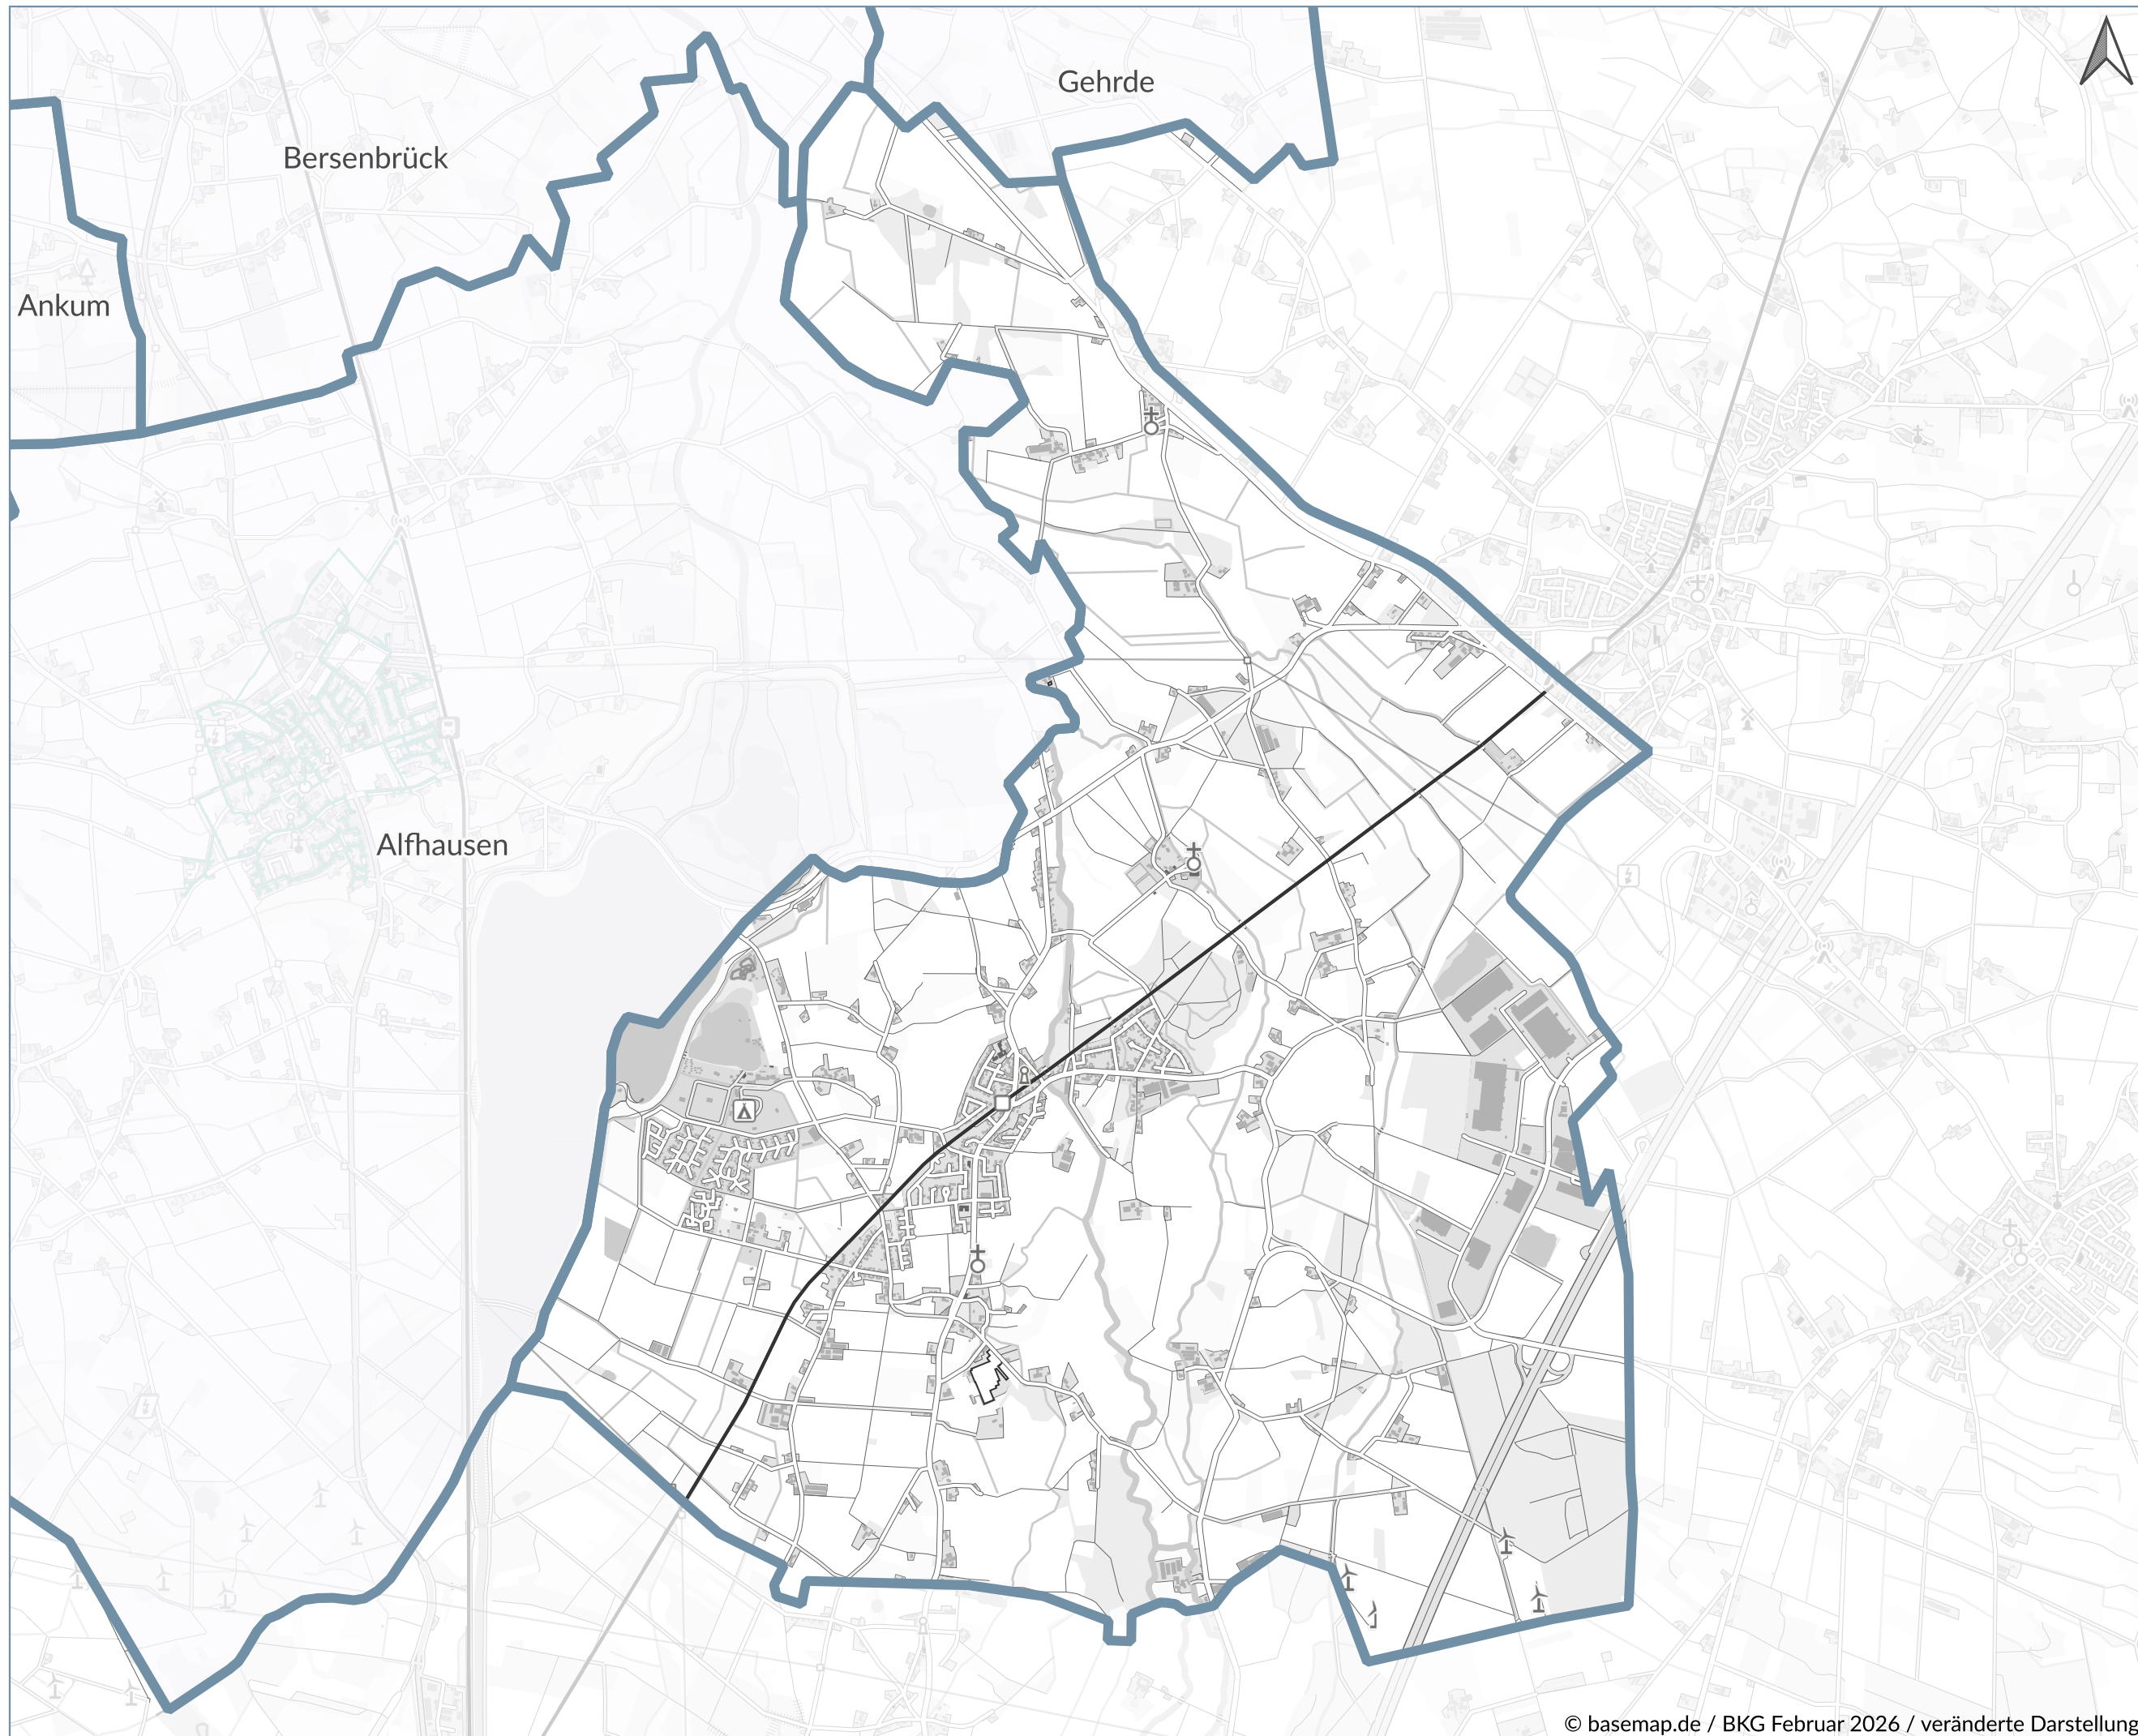 Gehrde
Bersenbrück
Ankum
Alfhausen
© basemap.de / BKG Februar 2026 / veränderte Darstellung